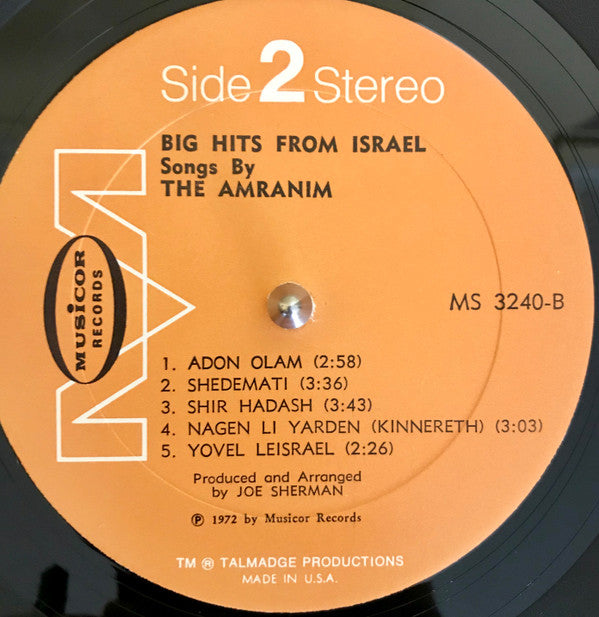 Side 2 Stereo
BIG HITS FROM ISRAEL
Songs By
THE AMRANIM
MUSICOR
RECORDS
MS 3240-B
1. ADON OLAM (2:58)
2. SHEDEMATI (3:36)
3. SHIR HADASH (3:43)
4. NAGEN LI YARDEN (KINNERETH) (3:03)
5. YOVEL LEISRAEL (2:26)
Produced and Arranged
by JOE SHERMAN
℗ 1972 by Musicor Records
TM ® TALMADGE PRODUCTIONS
MADE IN U.S.A.